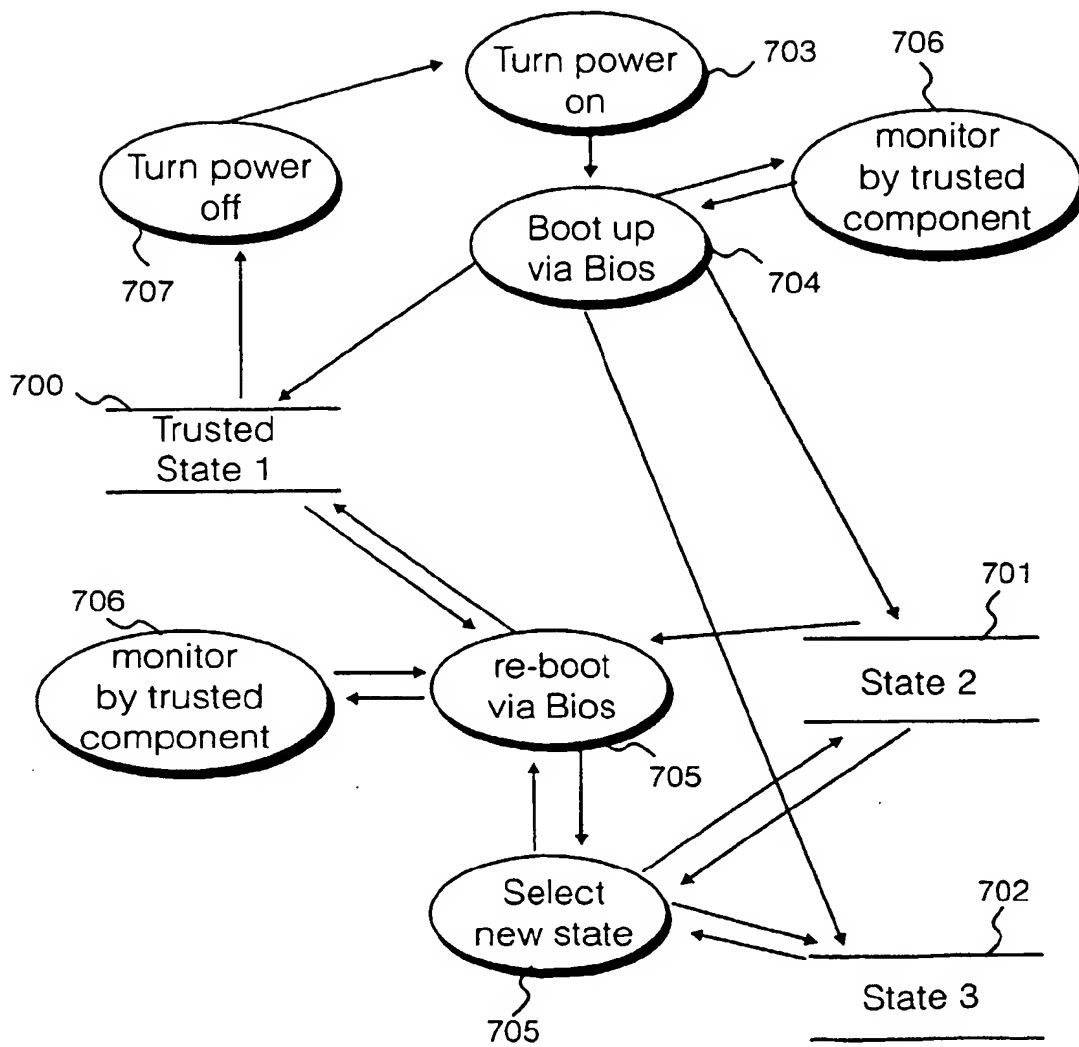 Turn power
on
703
706
monitor
by trusted
component
Turn power
off
707
Boot up
via Bios
704
700
Trusted
State 1
701
State 2
706
monitor
by trusted
component
re-boot
via Bios
705
Select
new state
705
702
State 3